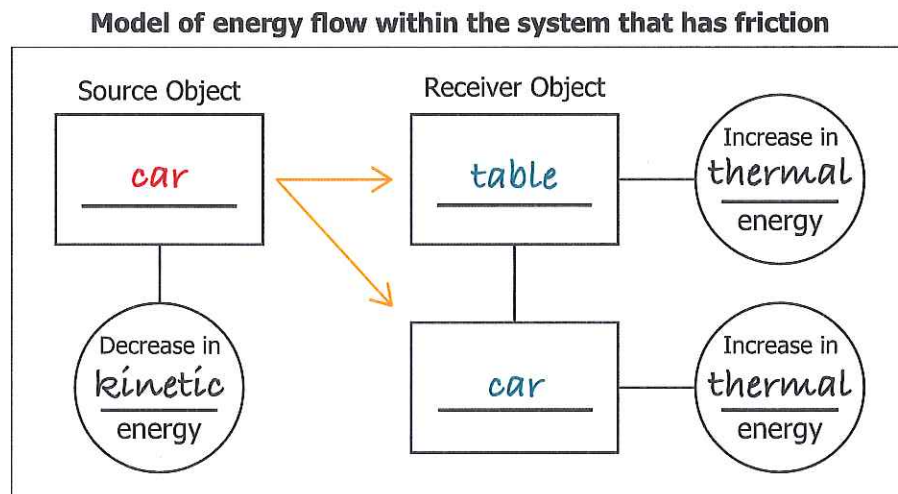 Model of energy flow within the system that has friction
Source Object
car
Decrease in
kinetic
energy
Receiver Object
table
Increase in
thermal
energy
car
Increase in
thermal
energy